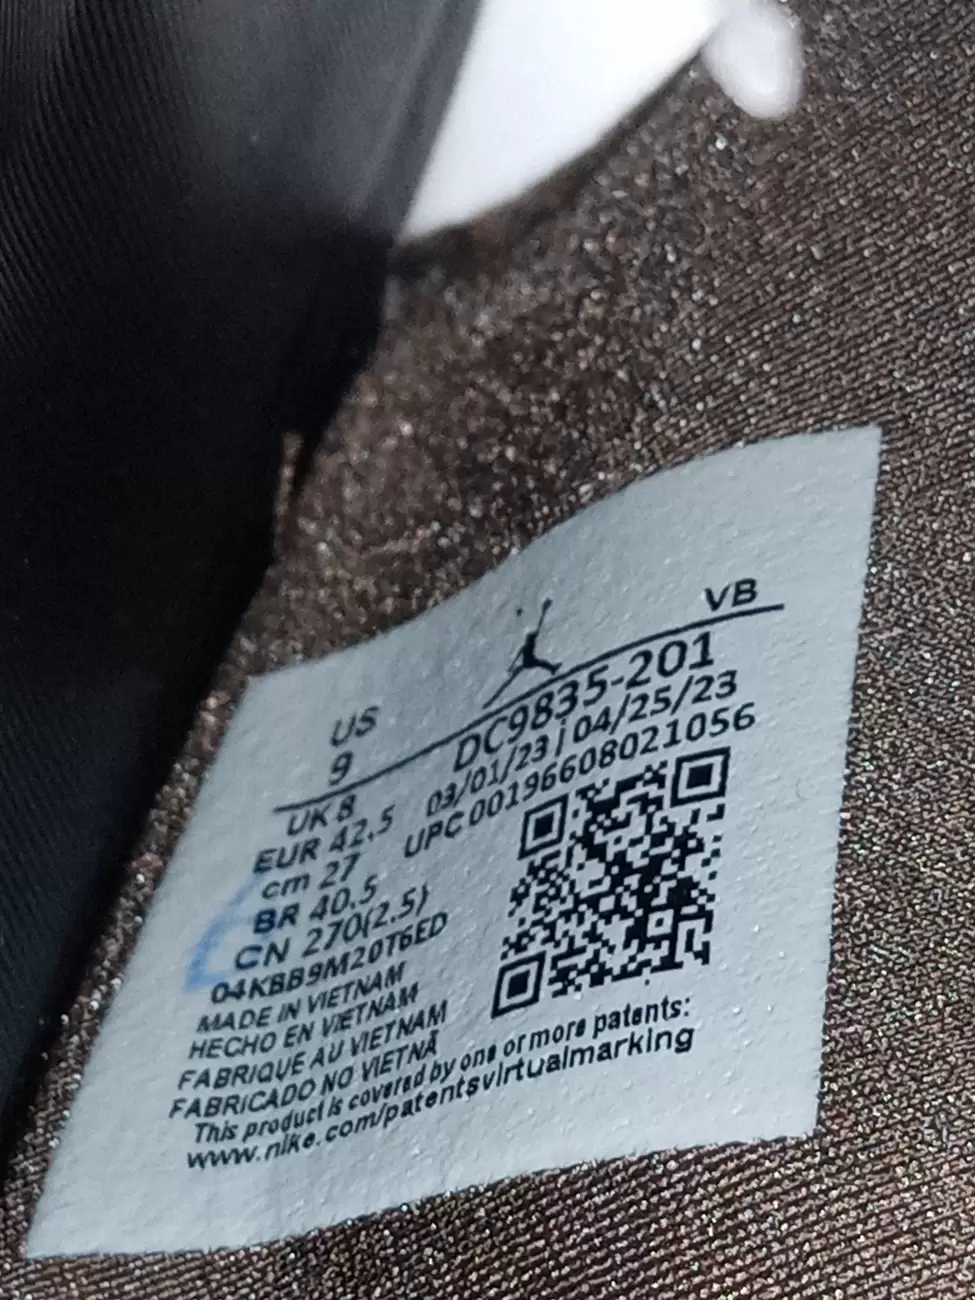 VB
US
9
DC9835-201
03/01/23 | 04/25/23
UPC 00196608021056
UK 8
EUR 42.5
cm 27
BR 40.5
CN 270(2.5)
04KBB9M20T6ED
MADE IN VIETNAM
HECHO EN VIETNAM
FABRIQUE AU VIETNAM
FABRICADO NO VIETNÃ
This product is covered by one or more patents:
www.nike.com/patentsvirtualmarking